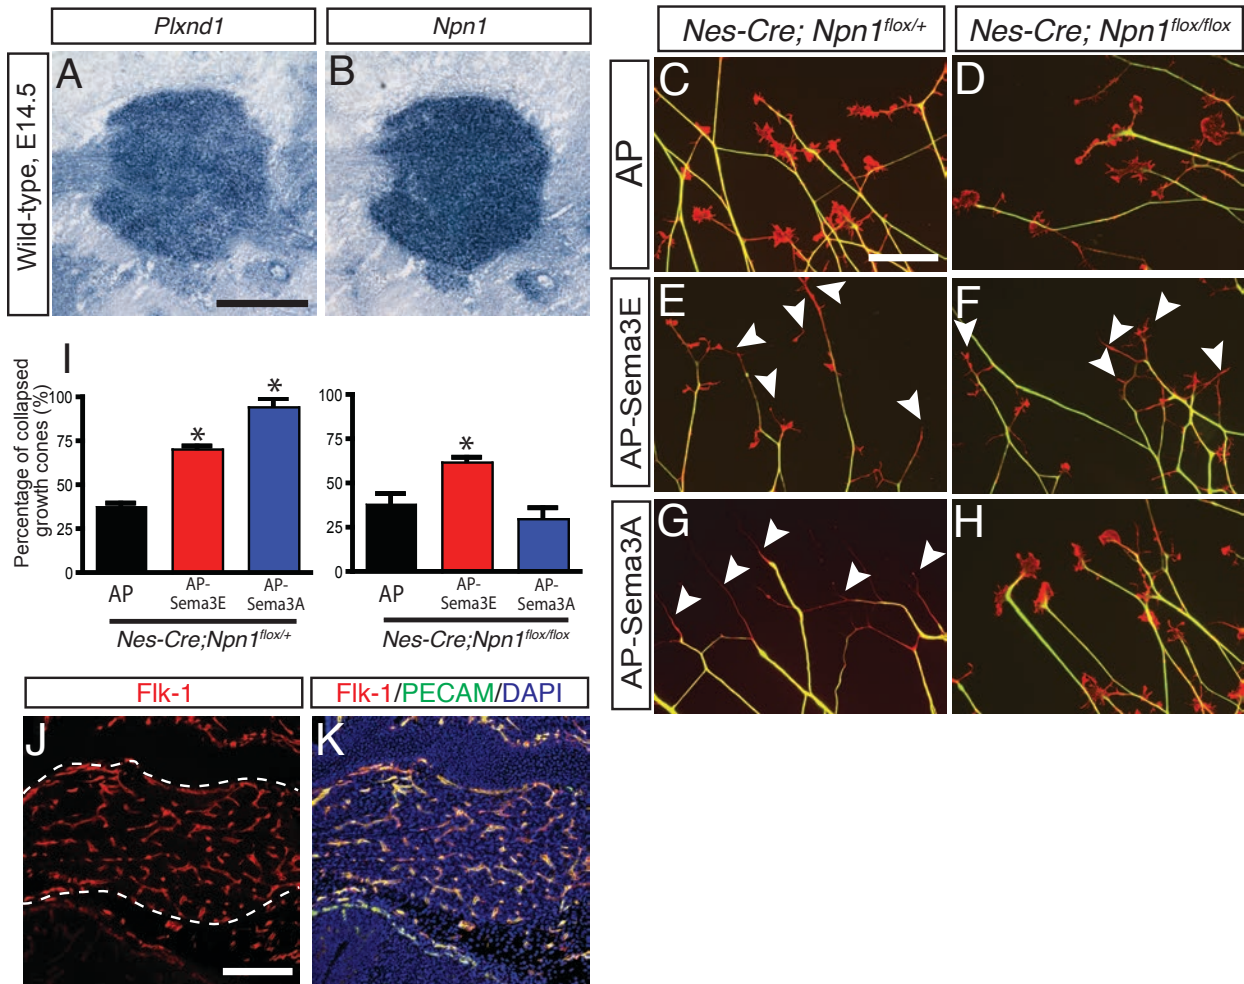 Plxnd1
Npn1
Wild-type, E14.5
A
B
Nes-Cre; Npn1flox/+
Nes-Cre; Npn1flox/flox
AP
C
D
AP-Sema3E
E
F
AP-Sema3A
G
H
I
Percentage of collapsed
growth cones (%)
100
75
50
25
0
*
*
AP
AP-
Sema3E
AP-
Sema3A
Nes-Cre;Npn1flox/+
100
75
50
25
0
*
AP
AP-
Sema3E
AP-
Sema3A
Nes-Cre;Npn1flox/flox
Flk-1
Flk-1/PECAM/DAPI
J
K